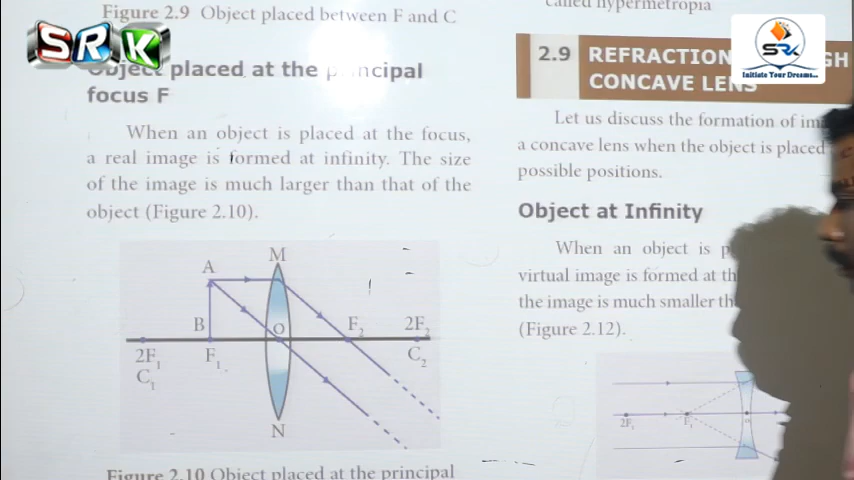 Figure 2.9 Object placed between F and C
SRK
Object placed at the principal
focus F
When an object is placed at the focus,
a real image is formed at infinity. The size
of the image is much larger than that of the
object (Figure 2.10).
A
M
B
O
F2
2F2
2F1
F1
C2
C1
N
Figure 2.10 Object placed at the principal
called hypermetropia
SRK
Initiate Your Dreams...
2.9 REFRACTION
CONCAVE LENS
Let us discuss the formation of
a concave lens when the object is placed
possible positions.
Object at Infinity
When an object is
virtual image is formed at
the image is much smaller
(Figure 2.12).
2F1
F1